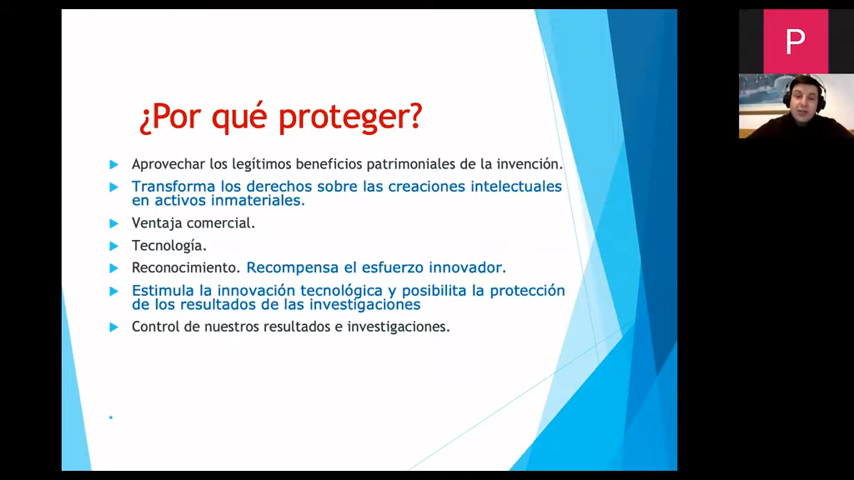 ¿Por qué proteger?
Aprovechar los legítimos beneficios patrimoniales de la invención.
Transforma los derechos sobre las creaciones intelectuales
en activos inmateriales.
Ventaja comercial.
Tecnología.
Reconocimiento. Recompensa el esfuerzo innovador.
Estimula la innovación tecnológica y posibilita la protección
de los resultados de las investigaciones
Control de nuestros resultados e investigaciones.
P